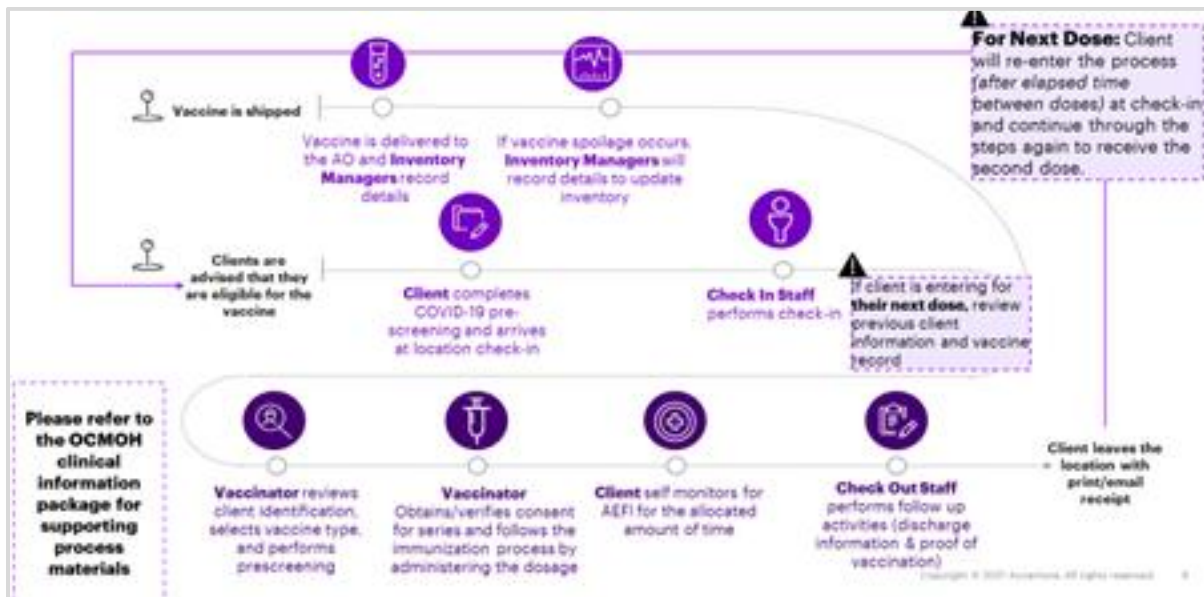 For Next Dose: Client
will re-enter the process
(after elapsed time
between doses) at check-in
and continue through the
steps again to receive the
second dose.
Vaccine is shipped
Vaccine is delivered to
the AO and Inventory
Managers record
details
If vaccine spoilage occurs,
Inventory Managers will
record details to update
inventory
Clients are
advised that they
are eligible for the
vaccine
Client completes
COVID-19 pre-
screening and arrives
at location check-in
Check In Staff
performs check-in
If client is entering for
their next dose, review
previous client
information and vaccine
record
Please refer to
the OCMOH
clinical
information
package for
supporting
process
materials
Vaccinator reviews
client identification,
selects vaccine type,
and performs
prescreening
Vaccinator
Obtains/verifies consent
for series and follows the
immunization process by
administering the dosage
Client self monitors for
AEFI for the allocated
amount of time
Check Out Staff
performs follow up
activities (discharge
information & proof of
vaccination)
Client leaves the
location with
print/email
receipt
Copyright © 2021 Accenture. All rights reserved.